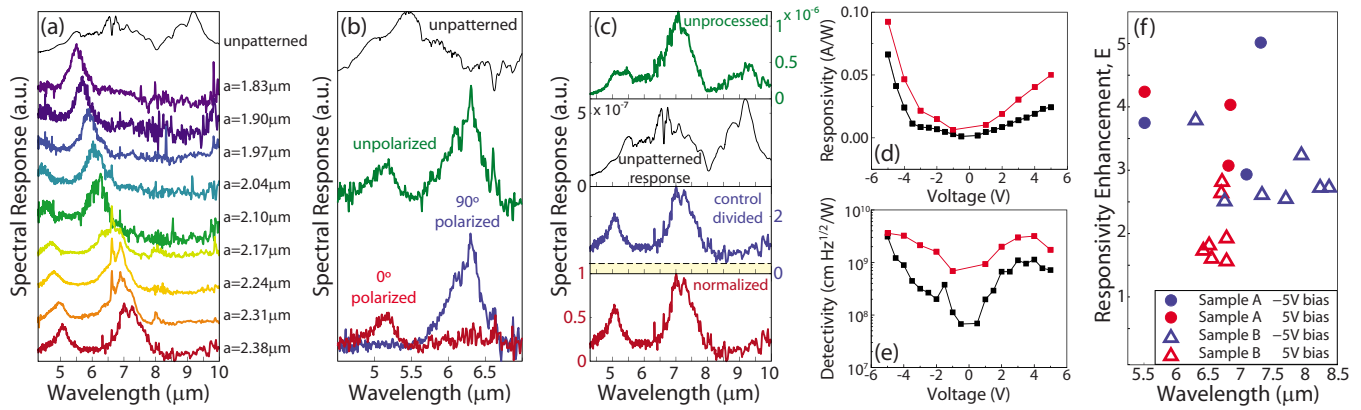 (a)
unpatterned
a=1.83μm
a=1.90μm
a=1.97μm
a=2.04μm
a=2.10μm
a=2.17μm
a=2.24μm
a=2.31μm
a=2.38μm
Spectral Response (a.u.)
4 5 6 7 8 9 10
Wavelength (μm)
(b)
unpatterned
unpolarized
90º
polarized
0º
polarized
Spectral Response (a.u.)
5.1 5.7 6.3
Wavelength (μm)
(c)
unprocessed
1 x 10⁻⁶
0.5
0
5 x 10⁻⁷
unpatterned
response
0
control
divided
2
0
1
normalized
0.5
0
Spectral Response (a.u.)
4 5 6 7 8 9 10
Wavelength (μm)
0.10
0.05
0.00
Responsivity (A/W)
(d)
-6 -4 -2 0 2 4 6
Voltage (V)
10¹⁰
10⁹
10⁸
10⁷
Detectivity (cm Hz¹/²/W)
(e)
-6 -4 -2 0 2 4 6
Voltage (V)
(f)
5
4
3
2
1
Responsivity Enhancement, E
Sample A −5V bias
Sample A 5V bias
Sample B −5V bias
Sample B 5V bias
5.5 6.5 7 7.5 8.5
Wavelength (μm)